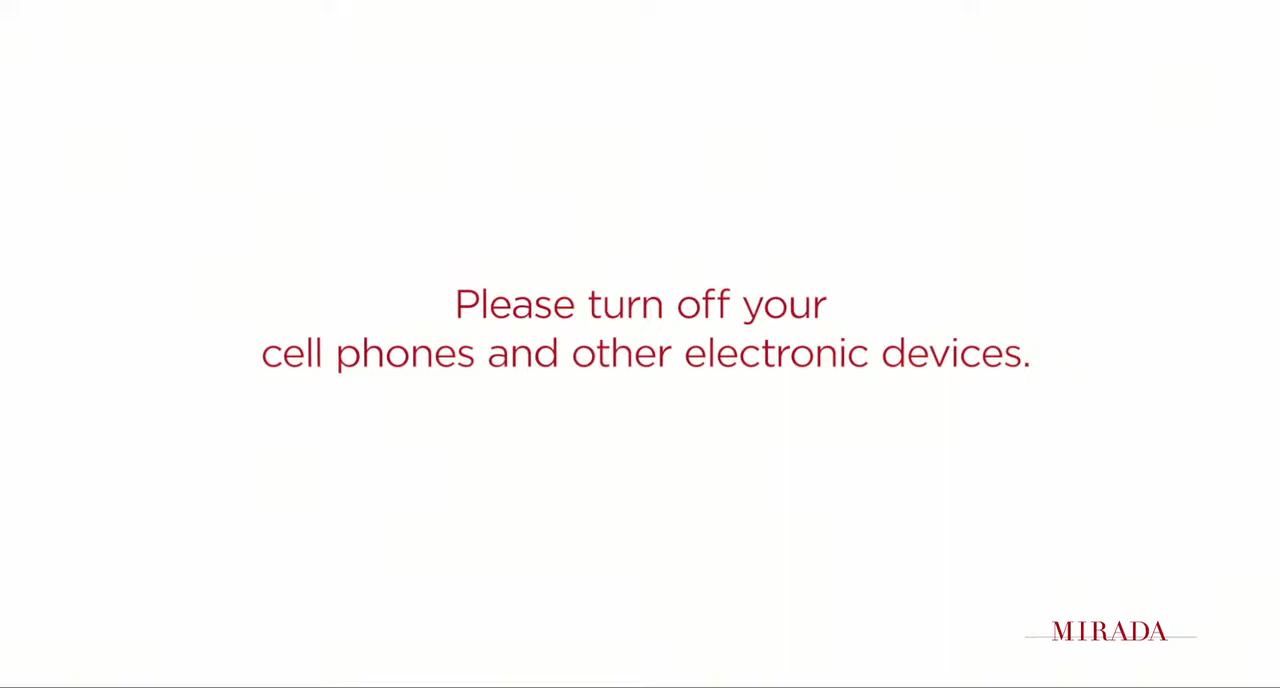 Please turn off your
cell phones and other electronic devices.
MIRADA